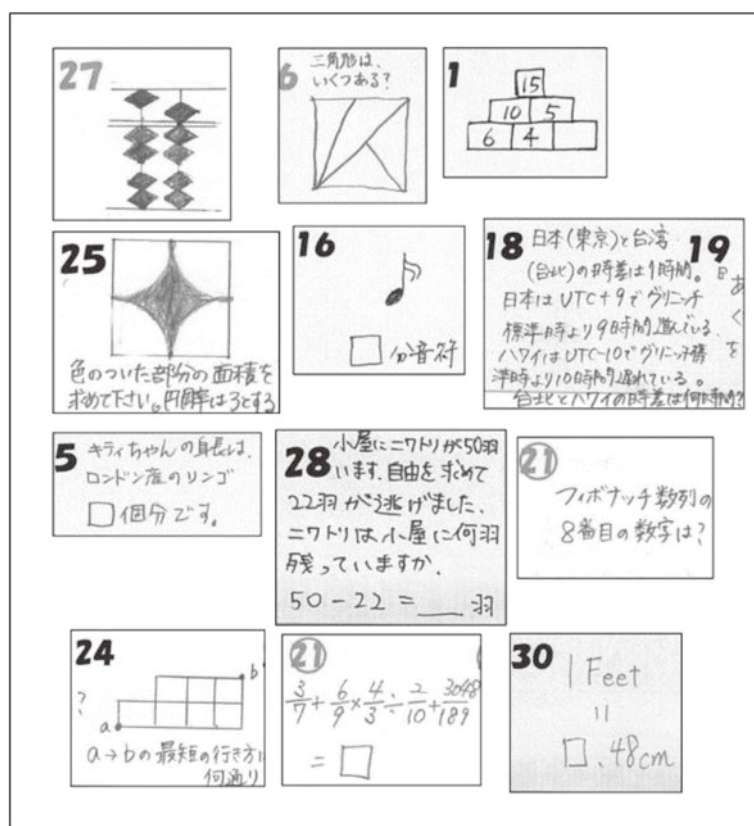 27
6
三角形は、
いくつある?
1
15
10 5
6 4
25
色のついた部分の面積を
求めて下さい。円周率は3とする
16
□分音符
18 日本(東京)と台湾
(台北)の時差は1時間。
日本はUTC+9でグリニッチ
標準時より9時間進んでいる。
ハワイはUTC-10でグリニッチ標
準時より10時間遅れている。
台北とハワイの時差は何時間?
19
あ
く
を
5 キティちゃんの身長は、
ロンドン産のリンゴ
□個分です。
28 小屋にニワトリが50羽
います。自由を求めて
22羽が逃げました。
ニワトリは小屋に何羽
残っていますか。
50-22=__羽
21
フィボナッチ数列の
8番目の数字は?
24
?
b
a
a→bの最短の行き方は
何通り
21
3/7+6/9×4/3÷2/10+3048/189
=□
30
1 Feet
=
□.48cm